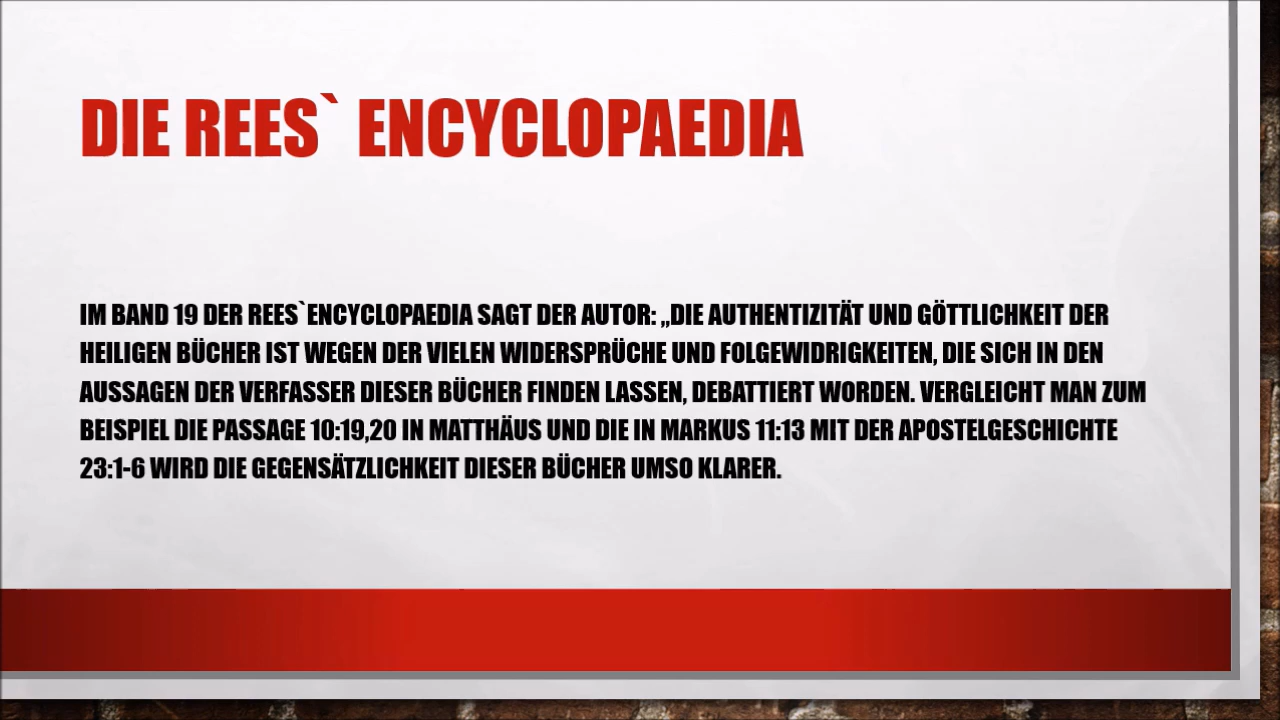 DIE REES` ENCYCLOPAEDIA
IM BAND 19 DER REES`ENCYCLOPAEDIA SAGT DER AUTOR: „DIE AUTHENTIZITÄT UND GÖTTLICHKEIT DER
HEILIGEN BÜCHER IST WEGEN DER VIELEN WIDERSPRÜCHE UND FOLGEWIDRIGKEITEN, DIE SICH IN DEN
AUSSAGEN DER VERFASSER DIESER BÜCHER FINDEN LASSEN, DEBATTIERT WORDEN. VERGLEICHT MAN ZUM
BEISPIEL DIE PASSAGE 10:19,20 IN MATTHÄUS UND DIE IN MARKUS 11:13 MIT DER APOSTELGESCHICHTE
23:1-6 WIRD DIE GEGENSÄTZLICHKEIT DIESER BÜCHER UMSO KLARER.